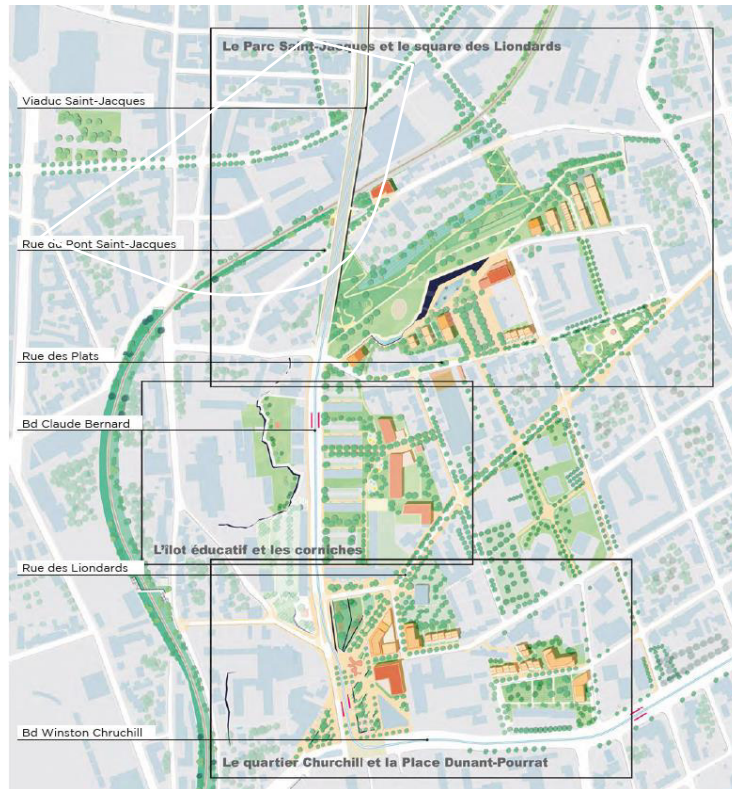 Le Parc Saint-Jacques et le square des Liondards
Viaduc Saint-Jacques
Rue du Pont Saint-Jacques
Rue des Plats
Bd Claude Bernard
L'îlot éducatif et les corniches
Rue des Liondards
Bd Winston Chruchill
Le quartier Churchill et la Place Dunant-Pourrat